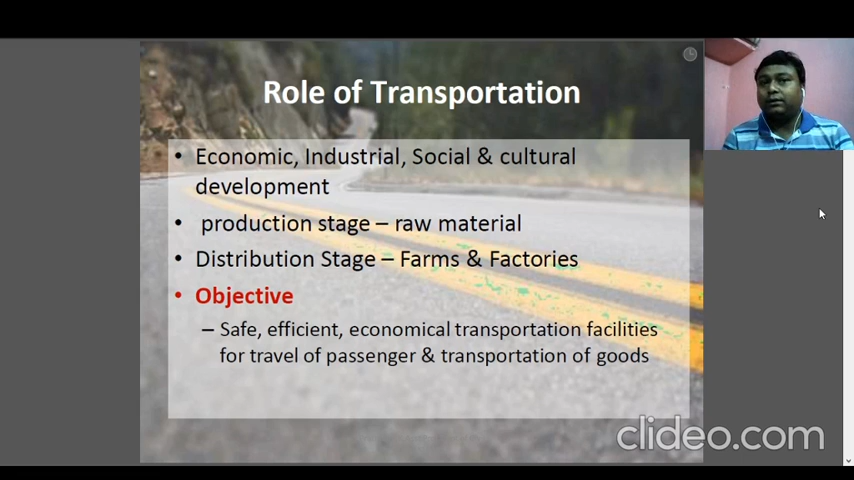 Role of Transportation
• Economic, Industrial, Social & cultural
development
• production stage – raw material
• Distribution Stage – Farms & Factories
• Objective
– Safe, efficient, economical transportation facilities
for travel of passenger & transportation of goods
clideo.com